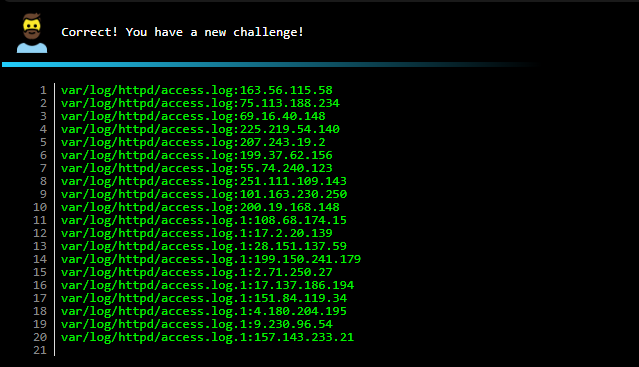 Correct! You have a new challenge!
1 var/log/httpd/access.log:163.56.115.58
2 var/log/httpd/access.log:75.113.188.234
3 var/log/httpd/access.log:69.16.40.148
4 var/log/httpd/access.log:225.219.54.140
5 var/log/httpd/access.log:207.243.19.2
6 var/log/httpd/access.log:199.37.62.156
7 var/log/httpd/access.log:55.74.240.123
8 var/log/httpd/access.log:251.111.109.143
9 var/log/httpd/access.log:101.163.230.250
10 var/log/httpd/access.log:200.19.168.148
11 var/log/httpd/access.log.1:108.68.174.15
12 var/log/httpd/access.log.1:17.2.20.139
13 var/log/httpd/access.log.1:28.151.137.59
14 var/log/httpd/access.log.1:199.150.241.179
15 var/log/httpd/access.log.1:2.71.250.27
16 var/log/httpd/access.log.1:17.137.186.194
17 var/log/httpd/access.log.1:151.84.119.34
18 var/log/httpd/access.log.1:4.180.204.195
19 var/log/httpd/access.log.1:9.230.96.54
20 var/log/httpd/access.log.1:157.143.233.21
21